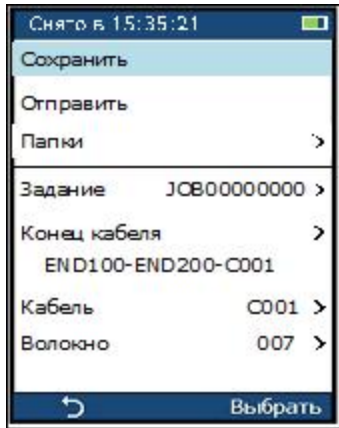 Снято в 15:35:21
Сохранить
Отправить
Папки >
Задание JOB00000000 >
Конец кабеля >
END100-END200-C001
Кабель C001 >
Волокно 007 >
Выбрать